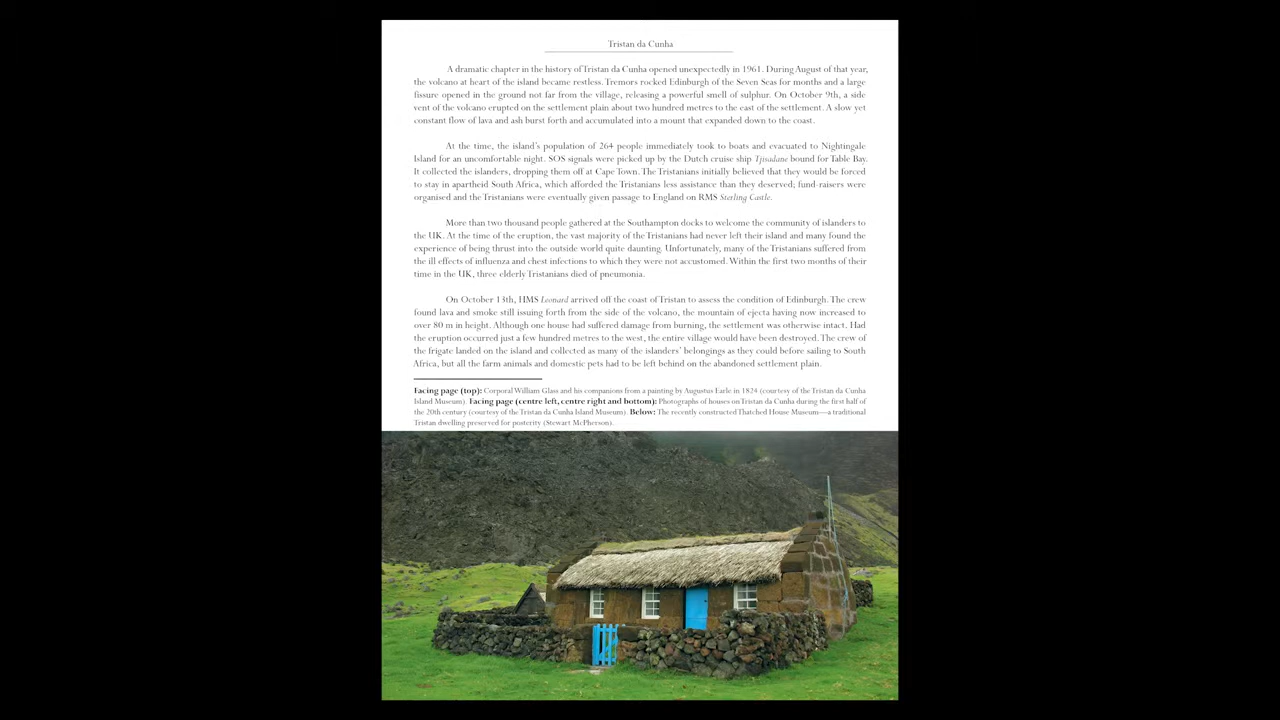 Tristan da Cunha
A dramatic chapter in the history of Tristan da Cunha opened unexpectedly in 1961. During August of that year,
the volcano at heart of the island became restless. Tremors rocked Edinburgh of the Seven Seas for months and a large
fissure opened in the ground not far from the village, releasing a powerful smell of sulphur. On October 9th, a side
vent of the volcano erupted on the settlement plain about two hundred metres to the east of the settlement. A slow yet
constant flow of lava and ash burst forth and accumulated into a mount that expanded down to the coast.
At the time, the island's population of 264 people immediately took to boats and evacuated to Nightingale
Island for an uncomfortable night. SOS signals were picked up by the Dutch cruise ship Tjisadane bound for Table Bay.
It collected the islanders, dropping them off at Cape Town. The Tristanians initially believed that they would be forced
to stay in apartheid South Africa, which afforded the Tristanians less assistance than they deserved; fund-raisers were
organised and the Tristanians were eventually given passage to England on RMS Sterling Castle.
More than two thousand people gathered at the Southampton docks to welcome the community of islanders to
the UK. At the time of the eruption, the vast majority of the Tristanians had never left their island and many found the
experience of being thrust into the outside world quite daunting. Unfortunately, many of the Tristanians suffered from
the ill effects of influenza and chest infections to which they were not accustomed. Within the first two months of their
time in the UK, three elderly Tristanians died of pneumonia.
On October 13th, HMS Leonard arrived off the coast of Tristan to assess the condition of Edinburgh. The crew
found lava and smoke still issuing forth from the side of the volcano, the mountain of ejecta having now increased to
over 80 m in height. Although one house had suffered damage from burning, the settlement was otherwise intact. Had
the eruption occurred just a few hundred metres to the west, the entire village would have been destroyed. The crew of
the frigate landed on the island and collected as many of the islanders' belongings as they could before sailing to South
Africa, but all the farm animals and domestic pets had to be left behind on the abandoned settlement plain.
Facing page (top): Corporal William Glass and his companions from a painting by Augustus Earle in 1824 (courtesy of the Tristan da Cunha
Island Museum). Facing page (centre left, centre right and bottom): Photographs of houses on Tristan da Cunha during the first half of
the 20th century (courtesy of the Tristan da Cunha Island Museum). Below: The recently constructed Thatched House Museum—a traditional
Tristan dwelling preserved for posterity (Stewart McPherson).